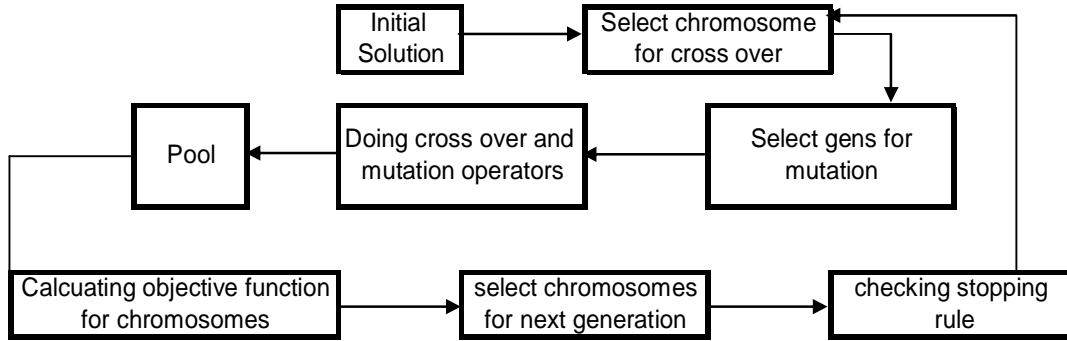 Initial
Solution
Select chromosome
for cross over
Select gens for
mutation
Doing cross over and
mutation operators
Pool
Calcuating objective function
for chromosomes
select chromosomes
for next generation
checking stopping
rule